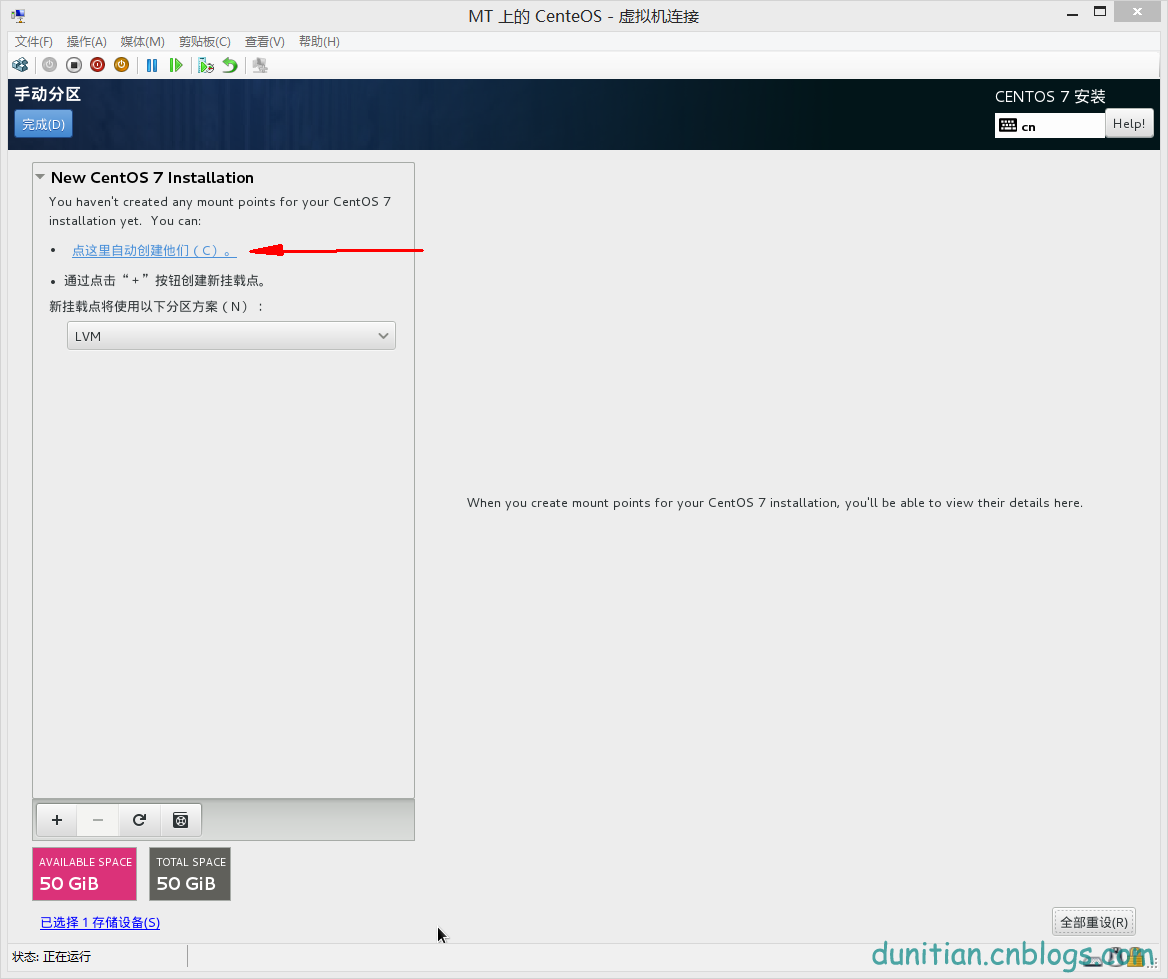 MT 上的 CenteOS - 虚拟机连接
文件(F) 操作(A) 媒体(M) 剪贴板(C) 查看(V) 帮助(H)
手动分区
CENTOS 7 安装
完成(D)
cn
Help!
New CentOS 7 Installation
You haven't created any mount points for your CentOS 7
installation yet. You can:
• 点这里自动创建他们（C）。
• 通过点击“+”按钮创建新挂载点。
新挂载点将使用以下分区方案（N）：
LVM
When you create mount points for your CentOS 7 installation, you'll be able to view their details here.
AVAILABLE SPACE
50 GiB
TOTAL SPACE
50 GiB
已选择 1 存储设备(S)
全部重设(R)
状态: 正在运行
dunitian.cnblogs.com